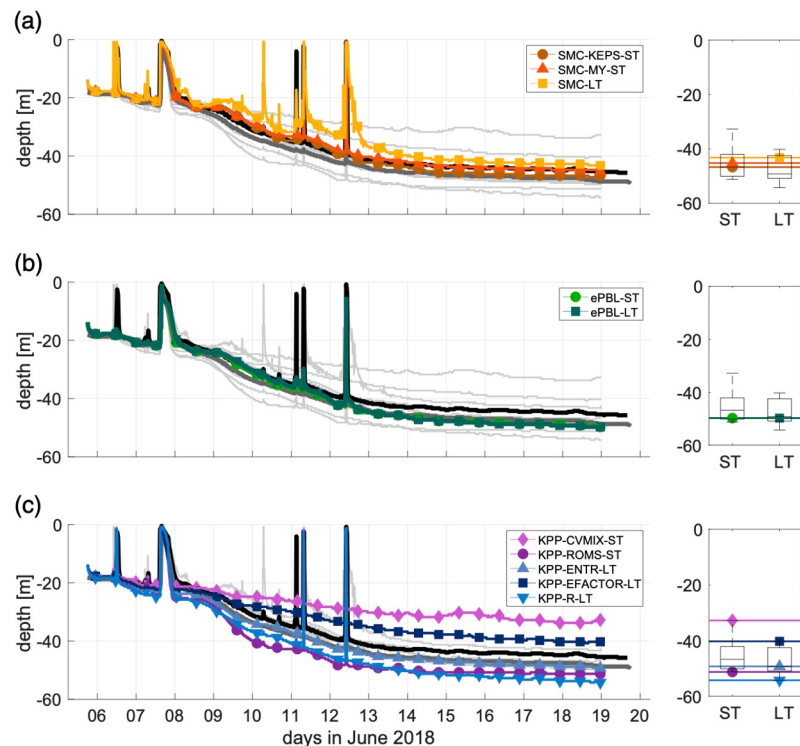 (a)
0
-20
-40
-60
depth [m]
SMC-KEPS-ST
SMC-MY-ST
SMC-LT
0
-20
-40
-60
ST LT
(b)
0
-20
-40
-60
depth [m]
ePBL-ST
ePBL-LT
0
-20
-40
-60
ST LT
(c)
0
-20
-40
-60
depth [m]
KPP-CVMIX-ST
KPP-ROMS-ST
KPP-ENTR-LT
KPP-EFACTOR-LT
KPP-R-LT
06 07 08 09 10 11 12 13 14 15 16 17 18 19 20
days in June 2018
0
-20
-40
-60
ST LT